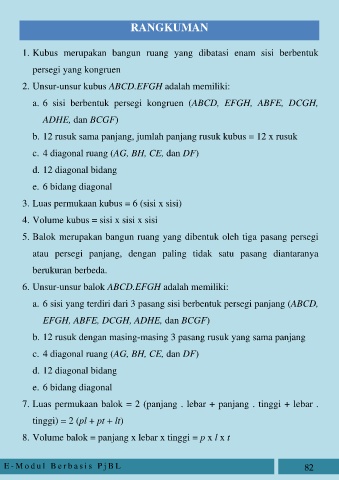 RANGKUMAN
1. Kubus merupakan bangun ruang yang dibatasi enam sisi berbentuk
persegi yang kongruen
2. Unsur-unsur kubus ABCD.EFGH adalah memiliki:
a. 6 sisi berbentuk persegi kongruen (ABCD, EFGH, ABFE, DCGH,
ADHE, dan BCGF)
b. 12 rusuk sama panjang, jumlah panjang rusuk kubus = 12 x rusuk
c. 4 diagonal ruang (AG, BH, CE, dan DF)
d. 12 diagonal bidang
e. 6 bidang diagonal
3. Luas permukaan kubus = 6 (sisi x sisi)
4. Volume kubus = sisi x sisi x sisi
5. Balok merupakan bangun ruang yang dibentuk oleh tiga pasang persegi
atau persegi panjang, dengan paling tidak satu pasang diantaranya
berukuran berbeda.
6. Unsur-unsur balok ABCD.EFGH adalah memiliki:
a. 6 sisi yang terdiri dari 3 pasang sisi berbentuk persegi panjang (ABCD,
EFGH, ABFE, DCGH, ADHE, dan BCGF)
b. 12 rusuk dengan masing-masing 3 pasang rusuk yang sama panjang
c. 4 diagonal ruang (AG, BH, CE, dan DF)
d. 12 diagonal bidang
e. 6 bidang diagonal
7. Luas permukaan balok = 2 (panjang . lebar + panjang . tinggi + lebar .
tinggi) = 2 (pl + pt + lt)
8. Volume balok = panjang x lebar x tinggi = p x l x t
E-Modul Berbasis PjBL 82